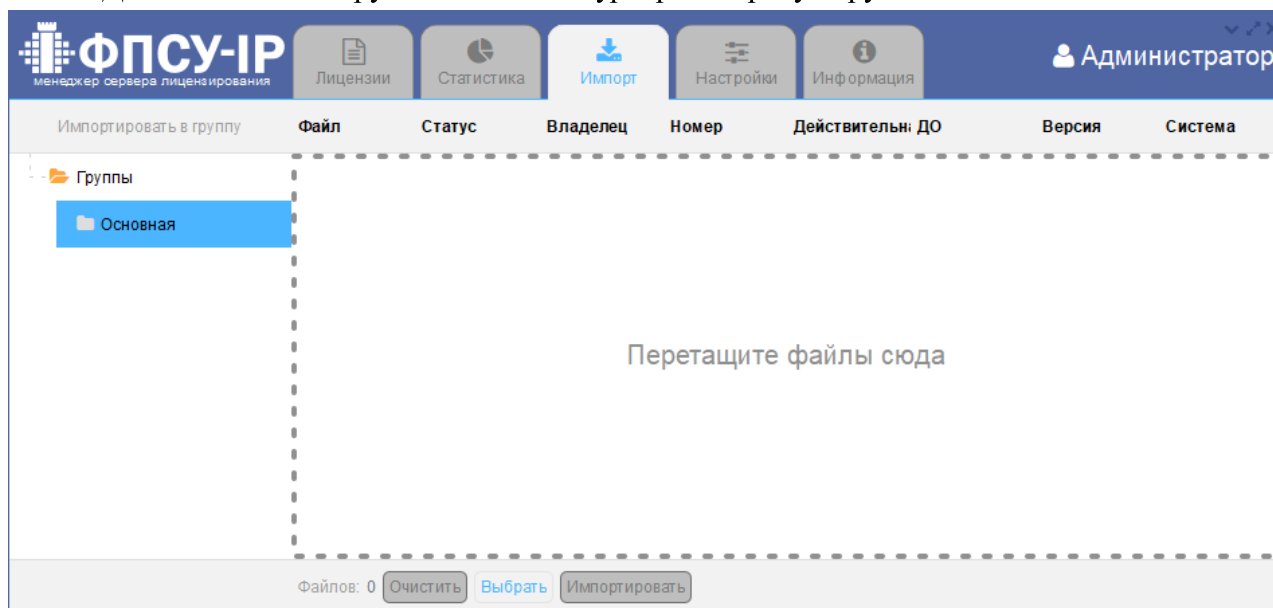 ФПСУ-IP
менеджер сервера лицензирования
Лицензии
Статистика
Импорт
Настройки
Информация
Администратор
Импортировать в группу
Файл Статус Владелец Номер Действительна ДО Версия Система
Группы
Основная
Перетащите файлы сюда
Файлов: 0 Очистить Выбрать Импортировать